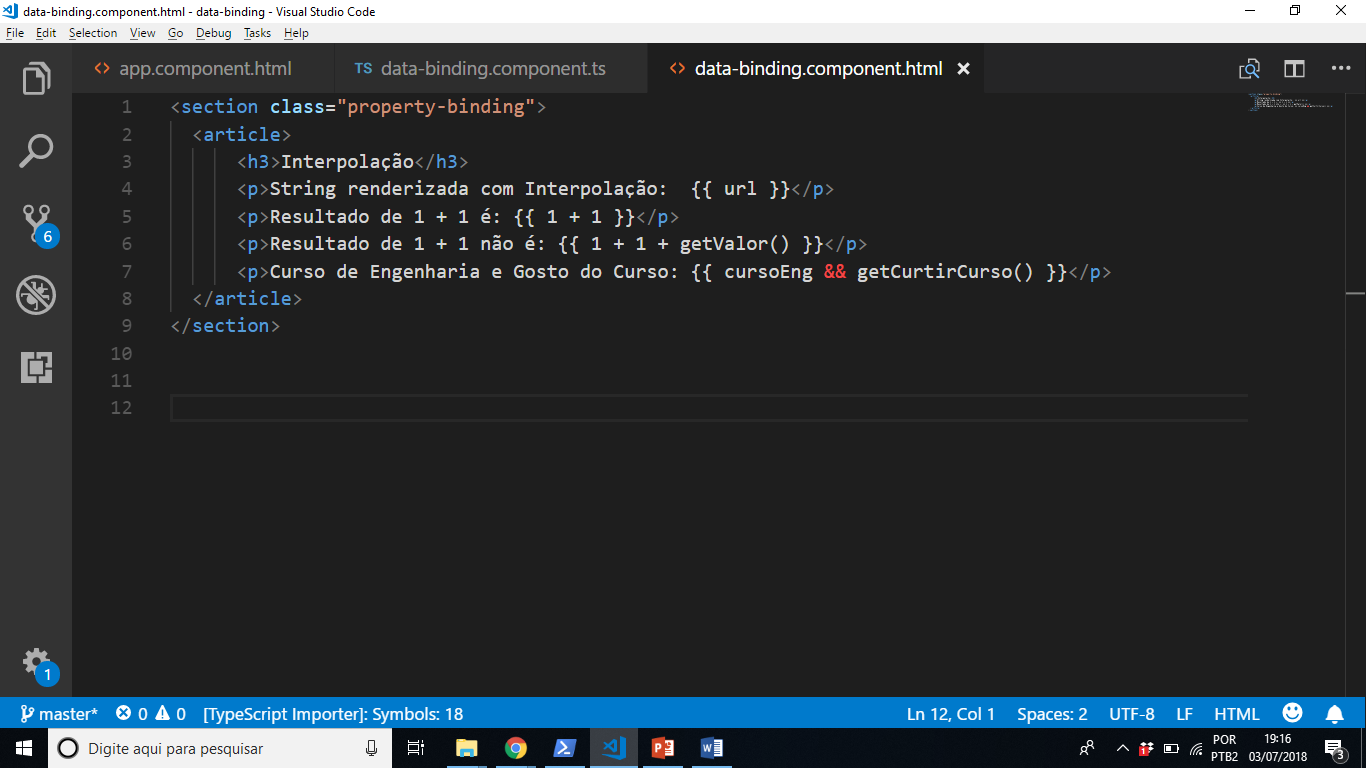 data-binding.component.html - data-binding - Visual Studio Code
File Edit Selection View Go Debug Tasks Help
<> app.component.html TS data-binding.component.ts <> data-binding.component.html
1 <section class="property-binding">
2 <article>
3 <h3>Interpolação</h3>
4 <p>String renderizada com Interpolação:  {{ url }}</p>
5 <p>Resultado de 1 + 1 é: {{ 1 + 1 }}</p>
6 <p>Resultado de 1 + 1 não é: {{ 1 + 1 + getValor() }}</p>
7 <p>Curso de Engenharia e Gosto do Curso: {{ cursoEng && getCurtirCurso() }}</p>
8 </article>
9 </section>
10
11
12
6
1
master* 0 0 [TypeScript Importer]: Symbols: 18 Ln 12, Col 1 Spaces: 2 UTF-8 LF HTML
Digite aqui para pesquisar
POR
PTB2
19:16
03/07/2018
3